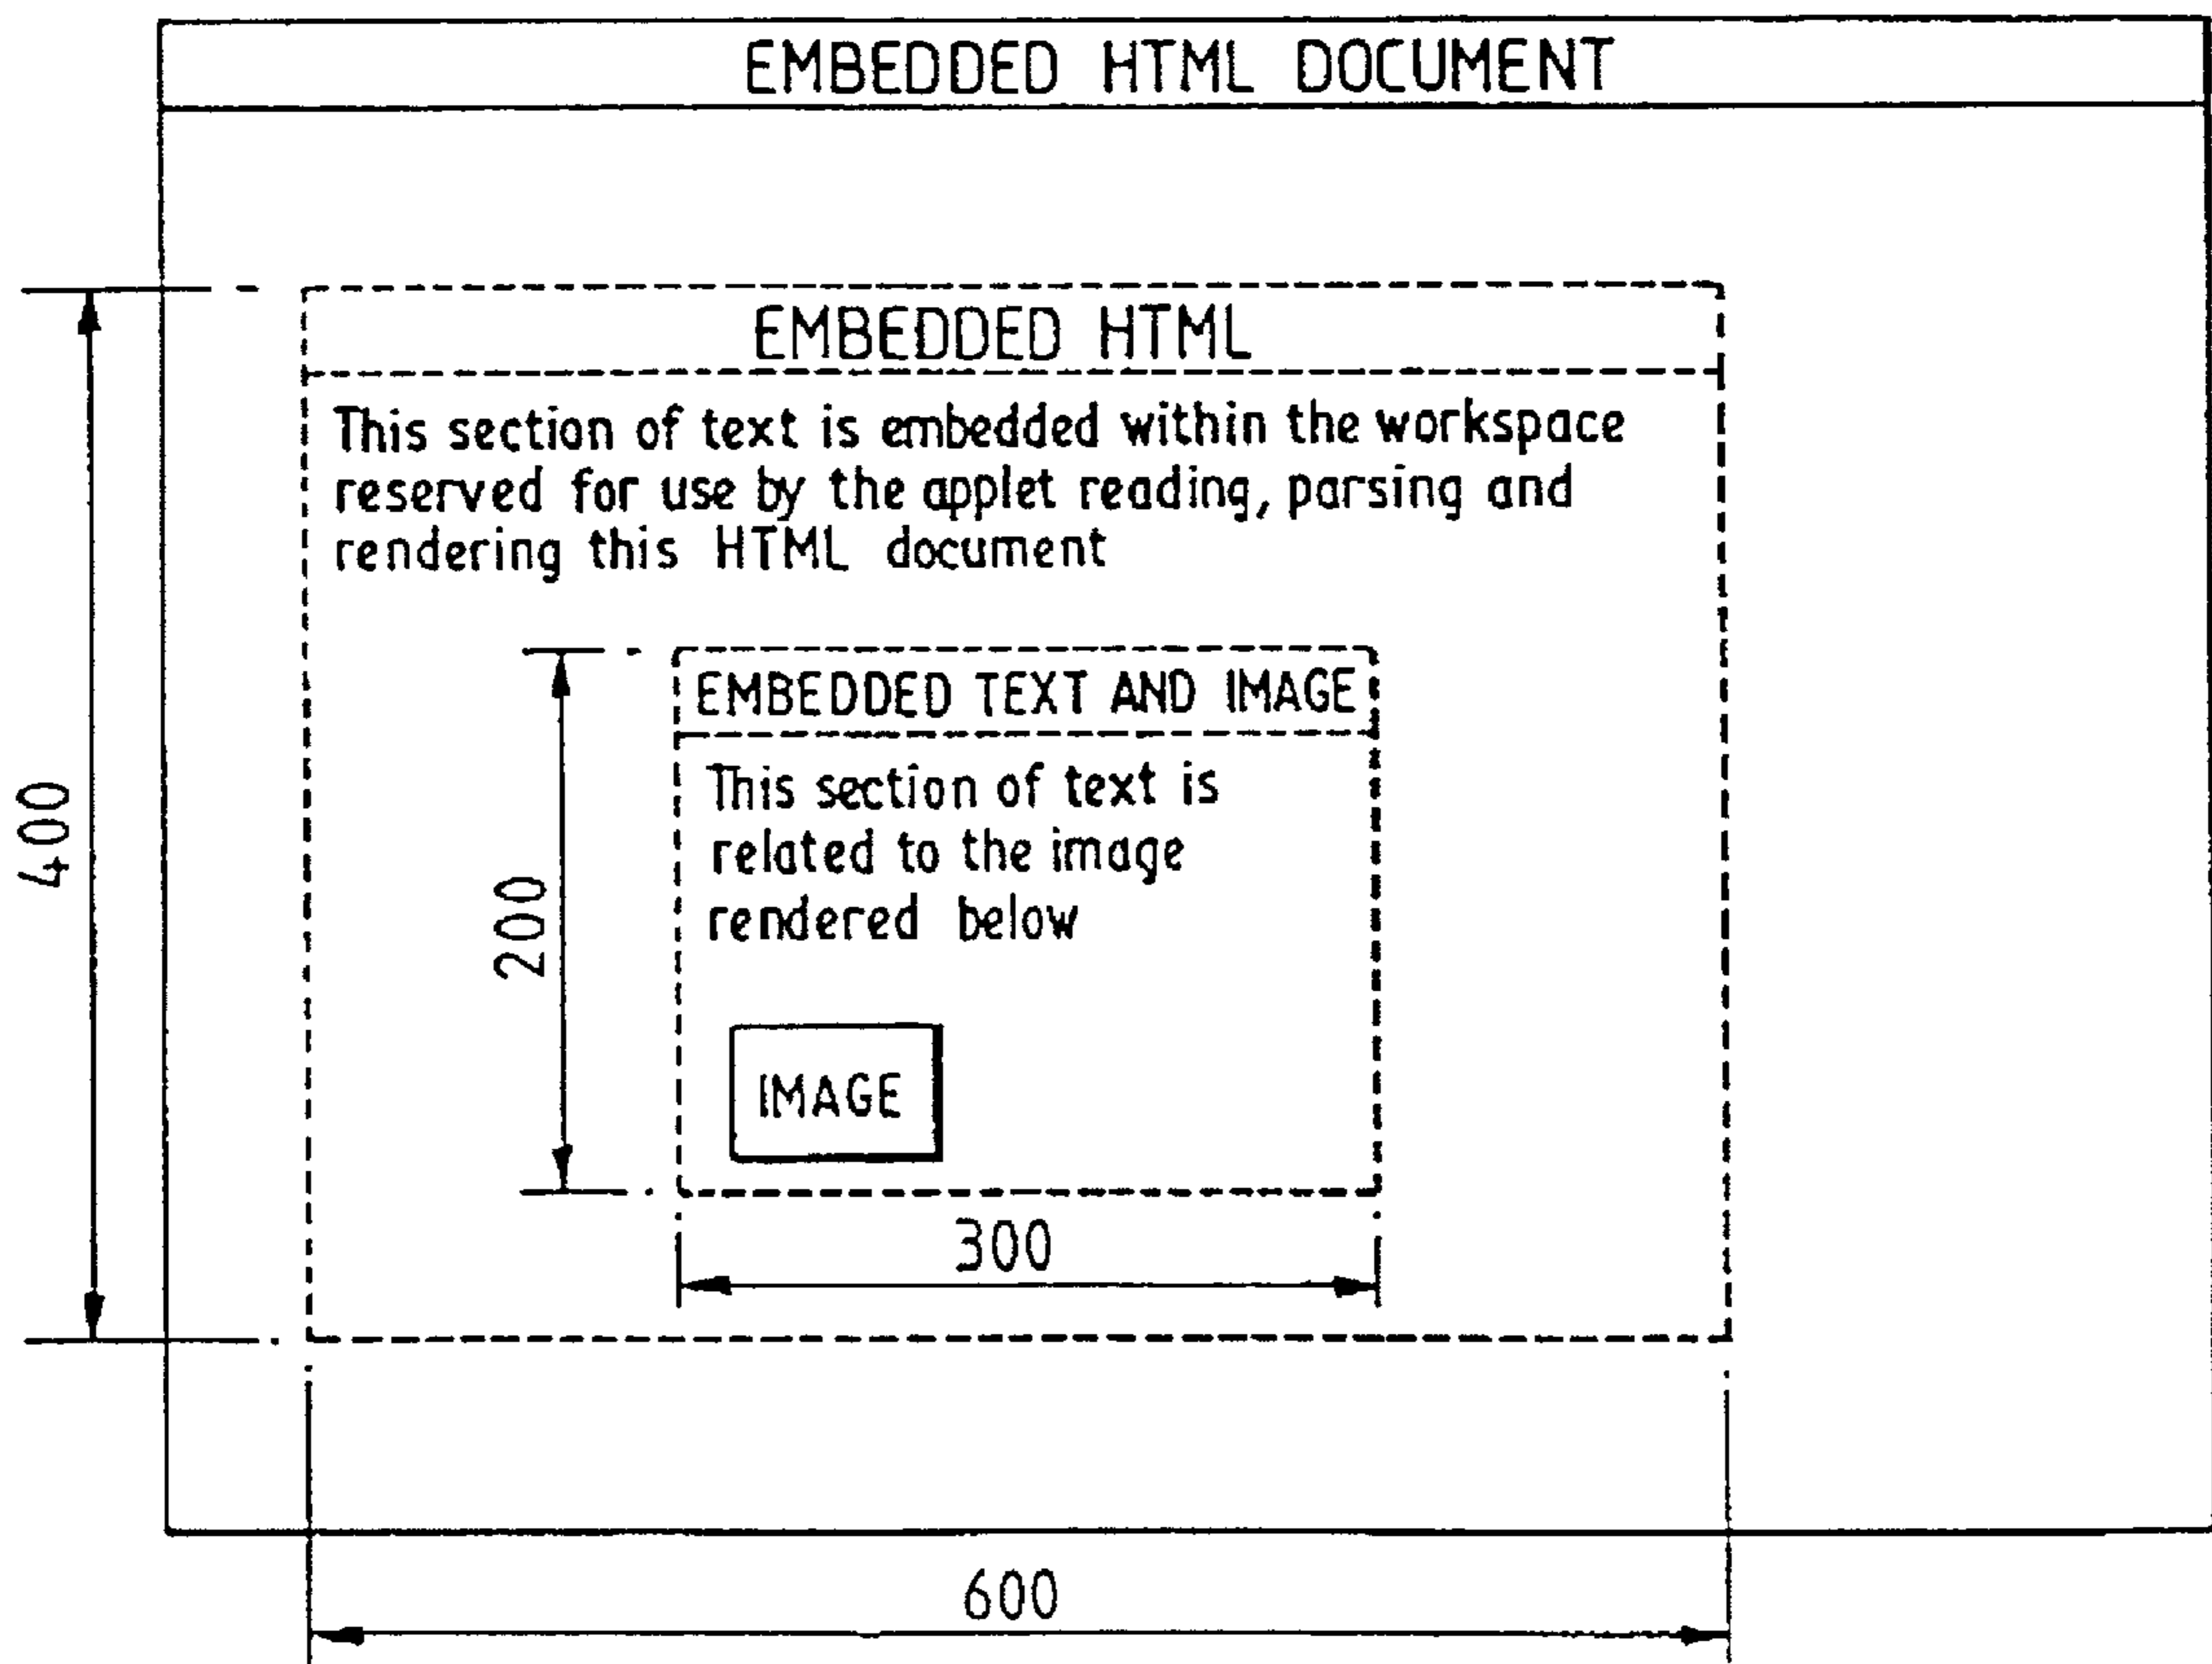 EMBEDDED HTML DOCUMENT
EMBEDDED HTML
This section of text is embedded within the workspace
reserved for use by the applet reading, parsing and
rendering this HTML document
400
EMBEDDED TEXT AND IMAGE
This section of text is
related to the image
rendered below
200
IMAGE
300
600